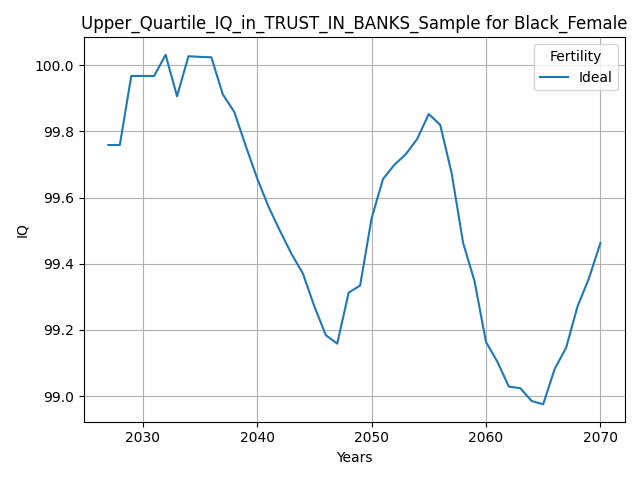 Upper_Quartile_IQ_in_TRUST_IN_BANKS_Sample for Black_Female
Fertility
Ideal
100.0
99.8
99.6
99.4
99.2
99.0
IQ
2030 2040 2050 2060 2070
Years